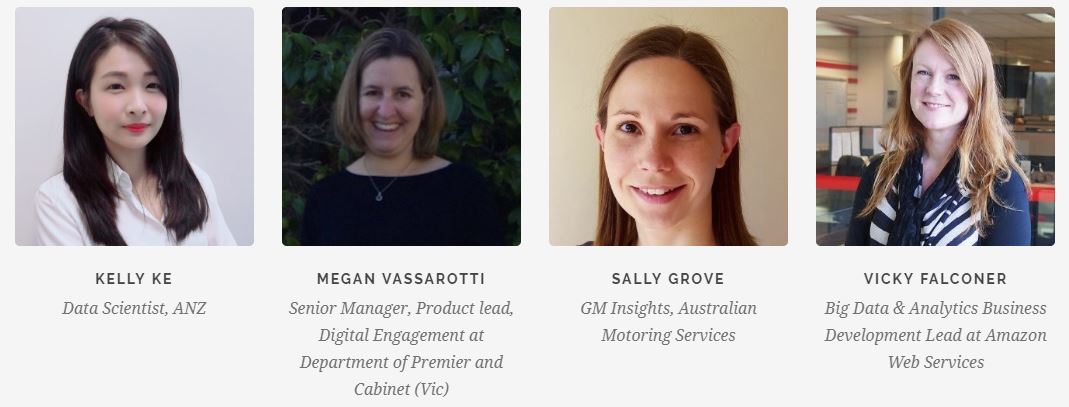 KELLY KE
Data Scientist, ANZ
MEGAN VASSAROTTI
Senior Manager, Product lead,
Digital Engagement at
Department of Premier and
Cabinet (Vic)
SALLY GROVE
GM Insights, Australian
Motoring Services
VICKY FALCONER
Big Data & Analytics Business
Development Lead at Amazon
Web Services